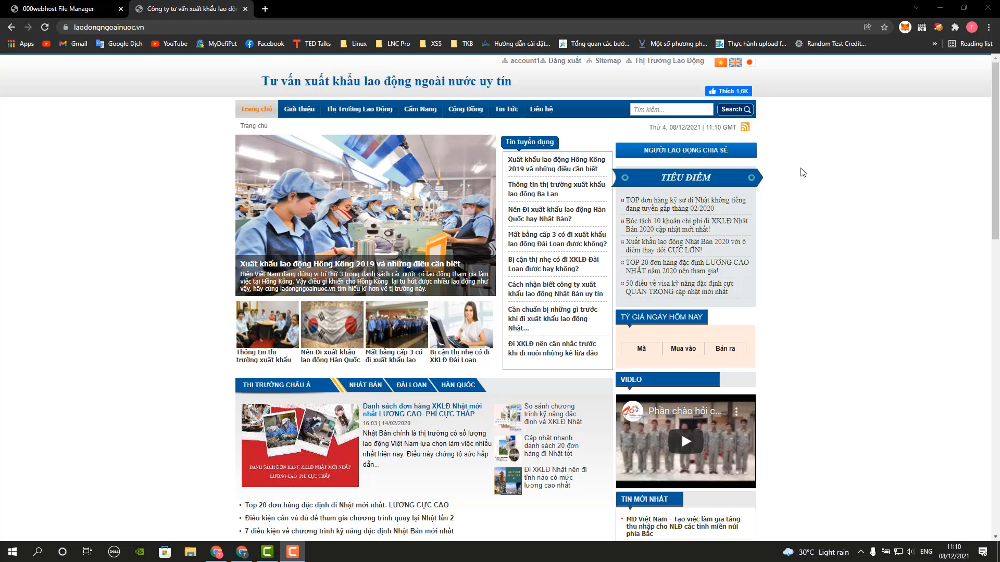 000webhost File Manager
Công ty tư vấn xuất khẩu lao độn
laodongngoainuoc.vn
T
Apps
Gmail
Google Dịch
YouTube
MyDefiPet
Facebook
TED Talks
Linux
LNC Pro
XSS
TKB
Hướng dẫn cài đặt...
Tổng quan các bướ...
Một số phương ph...
Thực hành upload f...
Random Test Credit...
»
Reading list
account1
Đăng xuất
Sitemap
Thị Trường Lao Động
Tư vấn xuất khẩu lao động ngoài nước uy tín
Thích 1,6K
Trang chủ
Giới thiệu
Thị Trường Lao Động
Cẩm Nang
Cộng Đồng
Tin Tức
Liên hệ
Tìm kiếm...
Search
Trang chủ
Thứ 4, 08/12/2021 | 11:10 GMT
Xuất khẩu lao động Hồng Kông 2019 và những điều cần biết
Hiện Việt Nam đang đứng vị trí thứ 3 trong danh sách các nước có lao động tham gia làm
việc tại Hồng Kông. Vậy điều gì khiến cho Hồng Kông lại tu hút được nhiều lao động như
vậy, hãy cùng ladongngoainuoc.vn tìm hiểu kĩ hơn về tị trường này.
Thông tin thị
trường xuất khẩu
Nên Đi xuất khẩu
lao động Hàn Quốc
Mất bằng cấp 3 có
đi xuất khẩu lao
Bị cận thị nhẹ có đi
XKLĐ Đài Loan
Tin tuyển dụng
Xuất khẩu lao động Hồng Kông
2019 và những điều cần biết
Thông tin thị trường xuất khẩu
lao động Ba Lan
Nên Đi xuất khẩu lao động Hàn
Quốc hay Nhật Bản?
Mất bằng cấp 3 có đi xuất khẩu
lao động Đài Loan được không?
Bị cận thị nhẹ có đi XKLĐ Đài
Loan được hay không?
Cách nhận biết công ty xuất
khẩu lao động Nhật Bản uy tín
Cần chuẩn bị những gì trước
khi đi xuất khẩu lao động
Nhật...
Đi XKLĐ nên cân nhắc trước
khi đi nuôi những kẻ lừa đảo
NGƯỜI LAO ĐỘNG CHIA SẺ
TIÊU ĐIỂM
TOP đơn hàng kỹ sư đi Nhật không tiếng
đang tuyển gấp tháng 02/2020
Bóc tách 10 khoản chi phí đi XKLĐ Nhật
Bản 2020 cập nhật mới nhất!
Xuất khẩu lao động Nhật Bản 2020 với 6
điểm thay đổi CỰC LỚN!
TOP 20 đơn hàng đặc định LƯƠNG CAO
NHẤT năm 2020 nên tham gia!
50 điều về visa kỹ năng đặc định cực
QUAN TRỌNG cập nhật mới nhất
TỶ GIÁ NGÀY HÔM NAY
Mã
Mua vào
Bán ra
VIDEO
Phần chào hỏi c...
TIN MỚI NHẤT
MD Việt Nam - Tạo việc làm gia tăng
thu nhập cho NLĐ các tỉnh miền núi
phía Bắc
THỊ TRƯỜNG CHÂU Á
NHẬT BẢN
ĐÀI LOAN
HÀN QUỐC
DANH SÁCH ĐƠN HÀNG XKLĐ NHẬT MỚI NHẤT
LƯƠNG CAO PHÍ CỰC THẤP
Danh sách đơn hàng XKLĐ Nhật mới
nhất LƯƠNG CAO- PHÍ CỰC THẤP
16:03 | 14/02/2020
Nhật Bản chính là thị trường có số lượng
lao động Việt Nam lựa chọn làm việc nhiều
nhất hiện nay. Điều này chứng tỏ sức hấp
dẫn...
So sánh chương
trình kỹ năng đặc
định và XKLĐ Nhật
Cập nhật nhanh
danh sách 20 đơn
hàng đi Nhật tốt
Đi XKLĐ Nhật nên đi
tỉnh nào có mức
lương cao nhất
Top 20 đơn hàng đặc định đi Nhật mới nhất- LƯƠNG CỰC CAO
Điều kiện cần và đủ để tham gia chương trình quay lại Nhật lần 2
7 điều kiện về chương trình kỹ năng đặc định Nhật Bản mới nhất
30°C Light rain
ENG
11:10
08/12/2021